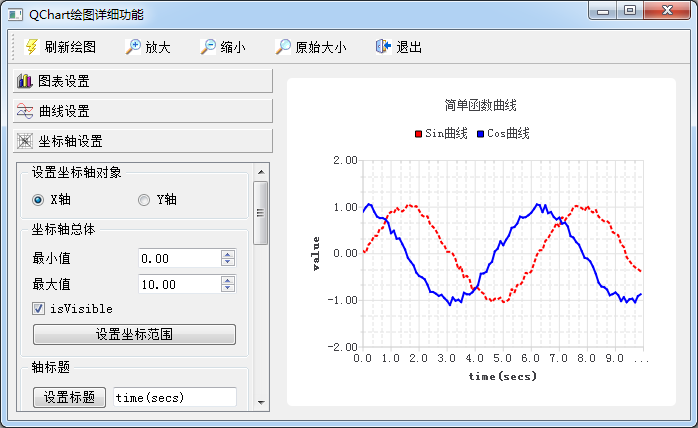 QChart绘图详细功能
刷新绘图 放大 缩小 原始大小 退出
图表设置
曲线设置
坐标轴设置
设置坐标轴对象
X轴 Y轴
坐标轴总体
最小值 0.00
最大值 10.00
isVisible
设置坐标范围
轴标题
设置标题 time(secs)
简单函数曲线
Sin曲线 Cos曲线
2.00
1.00
0.00
-1.00
-2.00
value
0.0 1.0 2.0 3.0 4.0 5.0 6.0 7.0 8.0 9.0 ...
time(secs)